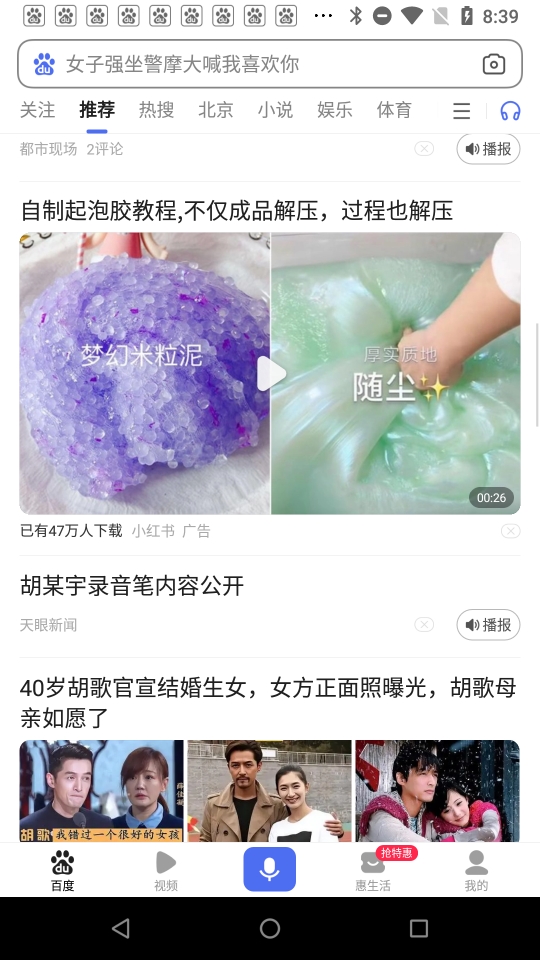 8:39
du 女子强坐警摩大喊我喜欢你
关注 推荐 热搜 北京 小说 娱乐 体育
都市现场 2评论 播报
自制起泡胶教程,不仅成品解压，过程也解压
梦幻米粒泥
厚实质地
随尘✨
00:26
已有47万人下载 小红书 广告
胡某宇录音笔内容公开
天眼新闻 播报
40岁胡歌官宣结婚生女，女方正面照曝光，胡歌母
亲如愿了
胡歌 我错过一个很好的女孩
抢特惠
du
百度 视频 惠生活 我的